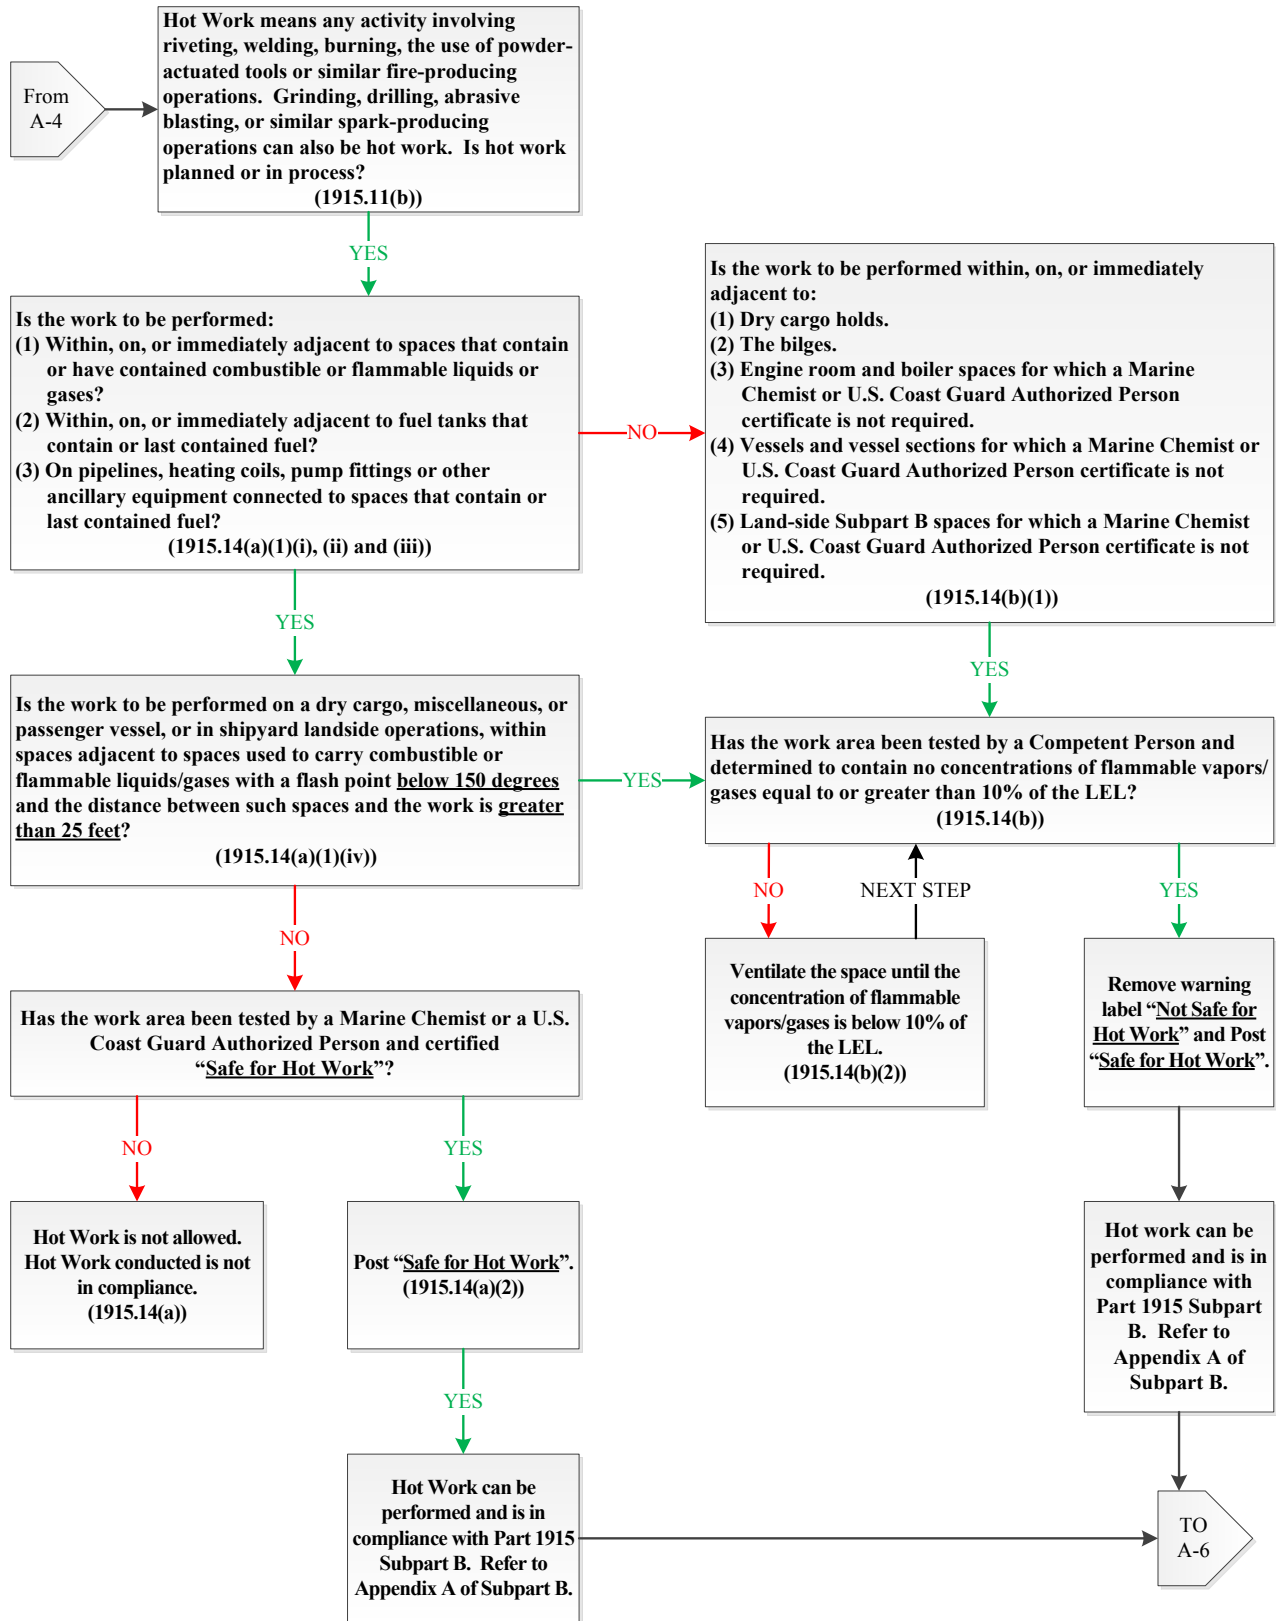 From
A-4
Hot Work means any activity involving
riveting, welding, burning, the use of powder-
actuated tools or similar fire-producing
operations.  Grinding, drilling, abrasive
blasting, or similar spark-producing
operations can also be hot work.  Is hot work
planned or in process?
(1915.11(b))
YES
Is the work to be performed:
(1) Within, on, or immediately adjacent to spaces that contain
or have contained combustible or flammable liquids or
gases?
(2) Within, on, or immediately adjacent to fuel tanks that
contain or last contained fuel?
(3) On pipelines, heating coils, pump fittings or other
ancillary equipment connected to spaces that contain or
last contained fuel?
(1915.14(a)(1)(i), (ii) and (iii))
NO
Is the work to be performed within, on, or immediately
adjacent to:
(1) Dry cargo holds.
(2) The bilges.
(3) Engine room and boiler spaces for which a Marine
Chemist or U.S. Coast Guard Authorized Person
certificate is not required.
(4) Vessels and vessel sections for which a Marine Chemist or
U.S. Coast Guard Authorized Person certificate is not
required.
(5) Land-side Subpart B spaces for which a Marine Chemist
or U.S. Coast Guard Authorized Person certificate is not
required.
(1915.14(b)(1))
YES
YES
Is the work to be performed on a dry cargo, miscellaneous, or
passenger vessel, or in shipyard landside operations, within
spaces adjacent to spaces used to carry combustible or
flammable liquids/gases with a flash point below 150 degrees
and the distance between such spaces and the work is greater
than 25 feet?
(1915.14(a)(1)(iv))
YES
Has the work area been tested by a Competent Person and
determined to contain no concentrations of flammable vapors/
gases equal to or greater than 10% of the LEL?
(1915.14(b))
NO
NEXT STEP
YES
NO
Ventilate the space until the
concentration of flammable
vapors/gases is below 10% of
the LEL.
(1915.14(b)(2))
Remove warning
label “Not Safe for
Hot Work” and Post
“Safe for Hot Work”.
Has the work area been tested by a Marine Chemist or a U.S.
Coast Guard Authorized Person and certified
“Safe for Hot Work”?
NO
YES
Hot Work is not allowed.
Hot Work conducted is not
in compliance.
(1915.14(a))
Post “Safe for Hot Work”.
(1915.14(a)(2))
Hot work can be
performed and is in
compliance with
Part 1915 Subpart
B.  Refer to
Appendix A of
Subpart B.
YES
Hot Work can be
performed and is in
compliance with Part 1915
Subpart B.  Refer to
Appendix A of Subpart B.
TO
A-6